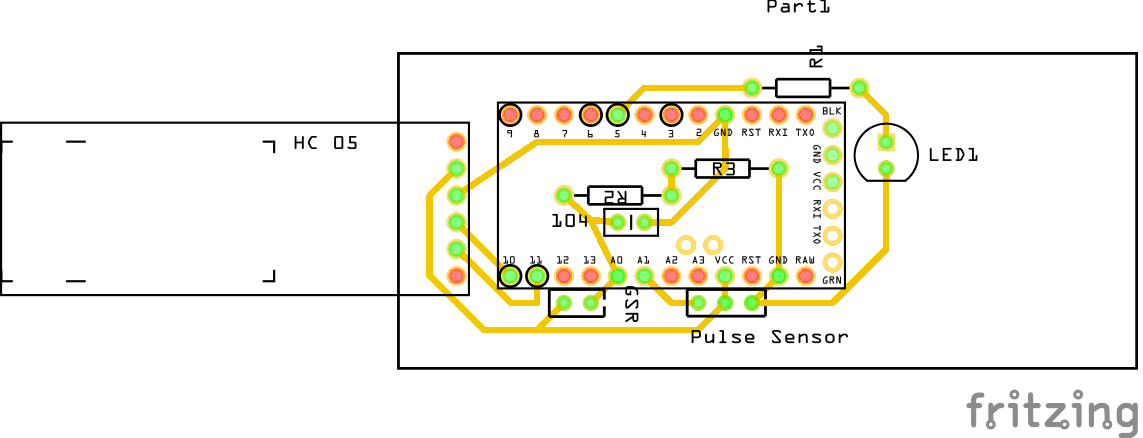 Part1
R1
BLK
9 8 7 6 5 4 3 2 GND RST RXI TXO
HC 05
GND
LED1
R3
VCC
R2
RXI
104
TXO
10 11 12 13 A0 A1 A2 A3 VCC RST GND RAW
GRN
GSR
Pulse Sensor
fritzing